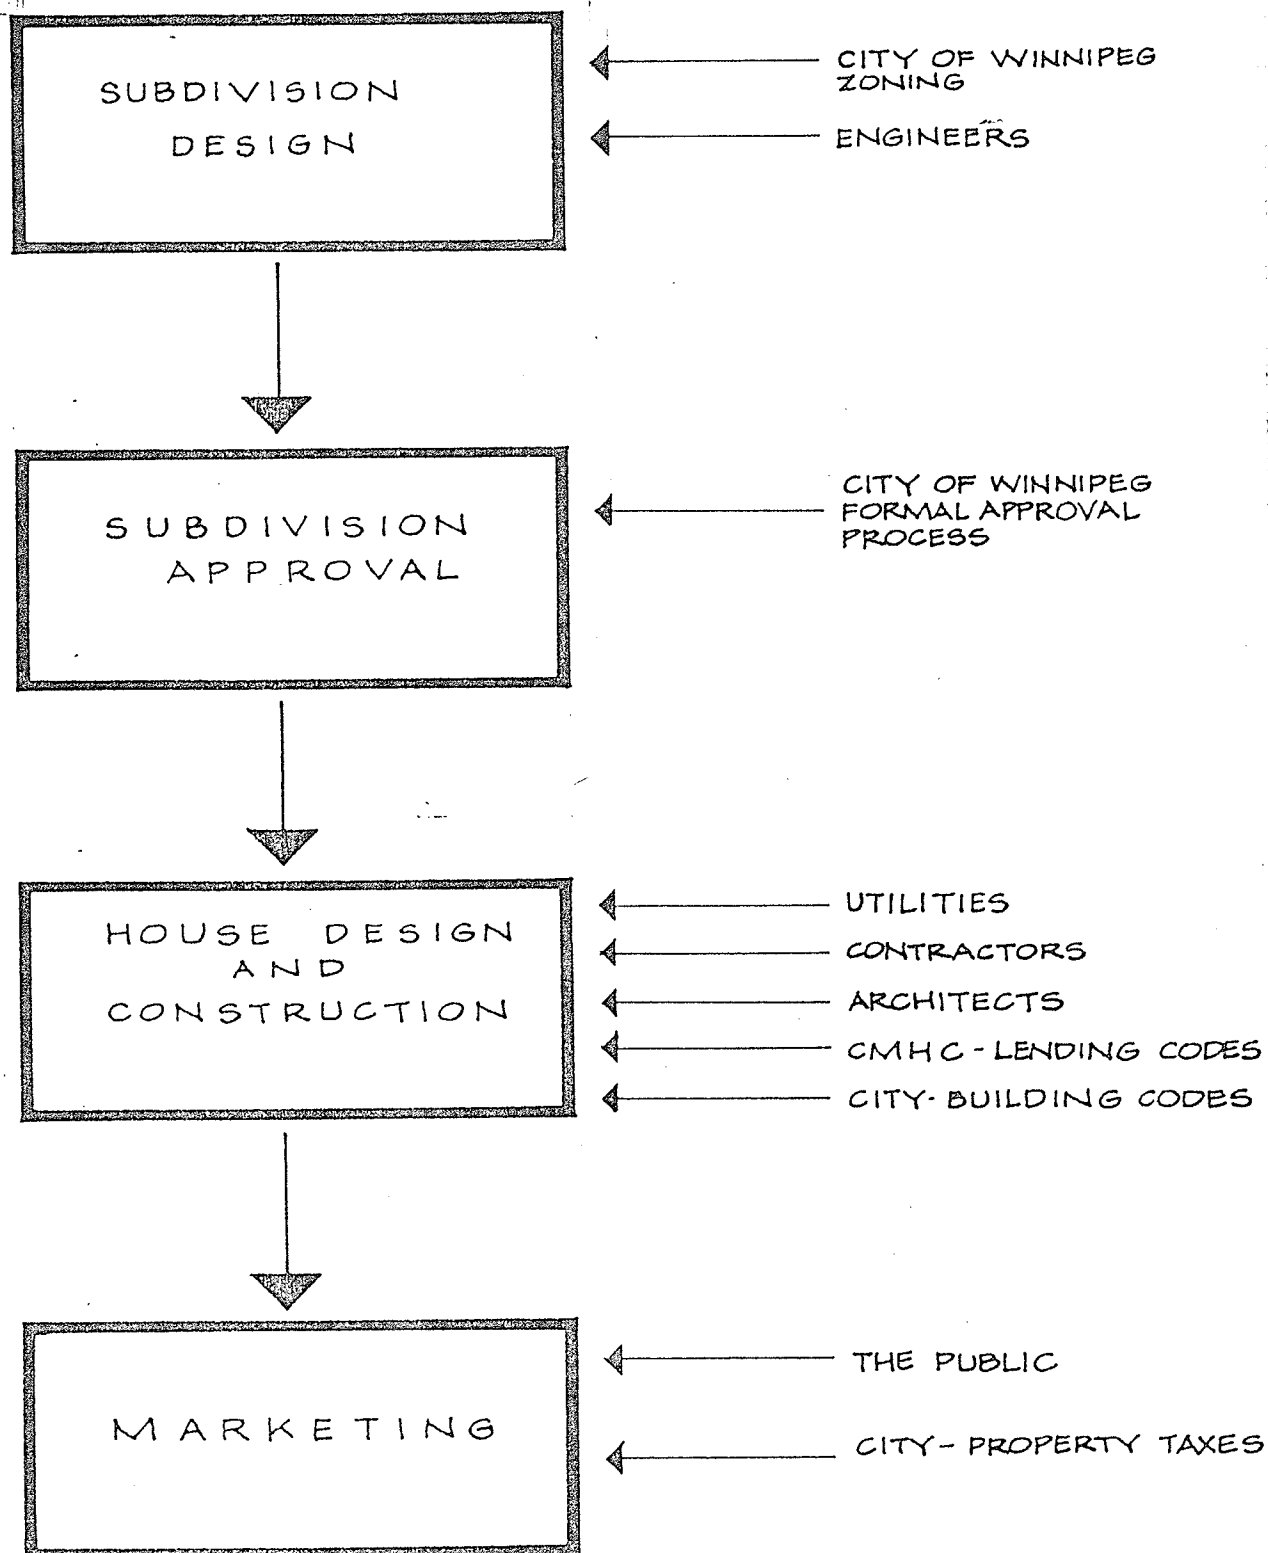 SUBDIVISION
DESIGN
CITY OF WINNIPEG
ZONING
ENGINEERS
SUBDIVISION
APPROVAL
CITY OF WINNIPEG
FORMAL APPROVAL
PROCESS
HOUSE DESIGN
AND
CONSTRUCTION
UTILITIES
CONTRACTORS
ARCHITECTS
CMHC - LENDING CODES
CITY - BUILDING CODES
MARKETING
THE PUBLIC
CITY - PROPERTY TAXES